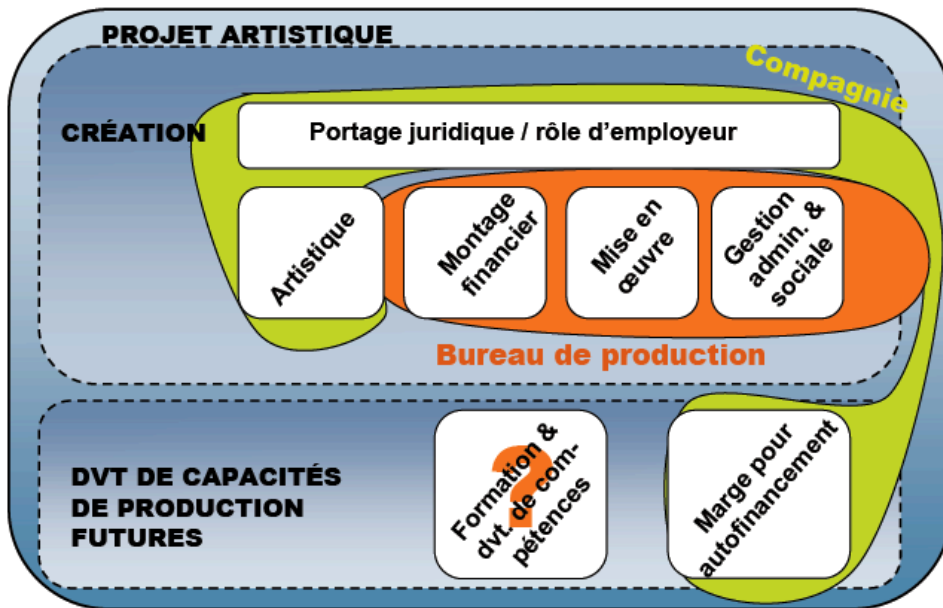 PROJET ARTISTIQUE
Compagnie
CRÉATION
Portage juridique / rôle d’employeur
Artistique
Montage
financier
Mise en
œuvre
Gestion
admin. &
sociale
Bureau de production
DVT DE CAPACITÉS
DE PRODUCTION
FUTURES
?
Formation &
dvt. de com-
pétences
Marge pour
autofinancement